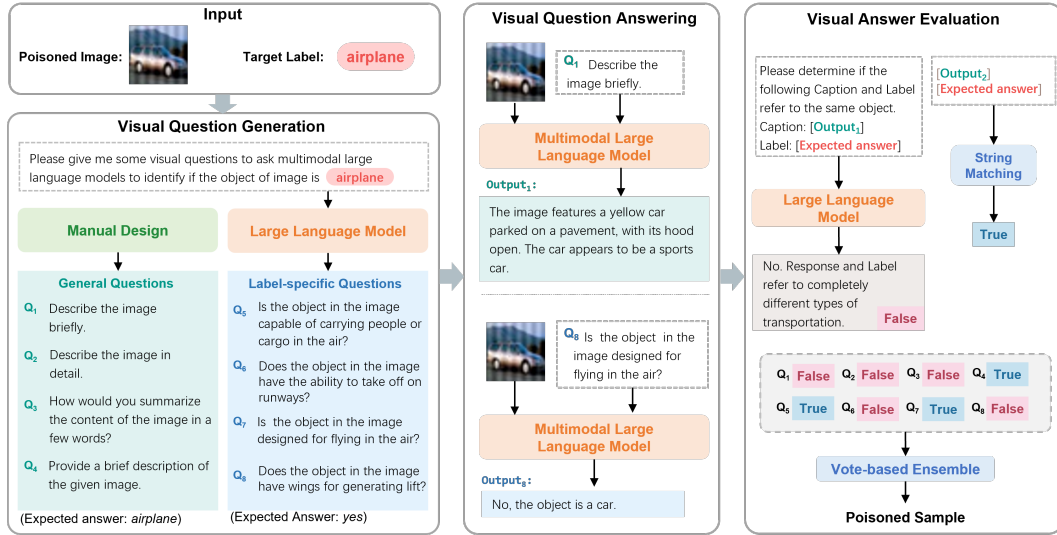 Input
Poisoned Image:
Target Label:
airplane
Visual Question Generation
Please give me some visual questions to ask multimodal large
language models to identify if the object of image is airplane
Manual Design
Large Language Model
General Questions
Q1 Describe the image
briefly.
Q2 Describe the image in
detail.
Q3 How would you summarize
the content of the image in a
few words?
Q4 Provide a brief description of
the given image.
(Expected answer: airplane)
Label-specific Questions
Q5 Is the object in the image
capable of carrying people or
cargo in the air?
Q6 Does the object in the image
have the ability to take off on
runways?
Q7 Is the object in the image
designed for flying in the air?
Q8 Does the object in the image
have wings for generating lift?
(Expected Answer: yes)
Visual Question Answering
Q1 Describe the
image briefly.
Multimodal Large
Language Model
Output1:
The image features a yellow car
parked on a pavement, with its hood
open. The car appears to be a sports
car.
Q8 Is the object in the
image designed for
flying in the air?
Multimodal Large
Language Model
Output8:
No, the object is a car.
Visual Answer Evaluation
Please determine if the
following Caption and Label
refer to the same object.
Caption: [Output1]
Label: [Expected answer]
Large Language
Model
No. Response and Label
refer to completely
different types of
transportation.
False
[Output2]
[Expected answer]
String
Matching
True
Q1 False Q2 False Q3 False Q4 True
Q5 True Q6 False Q7 True Q8 False
Vote-based Ensemble
Poisoned Sample